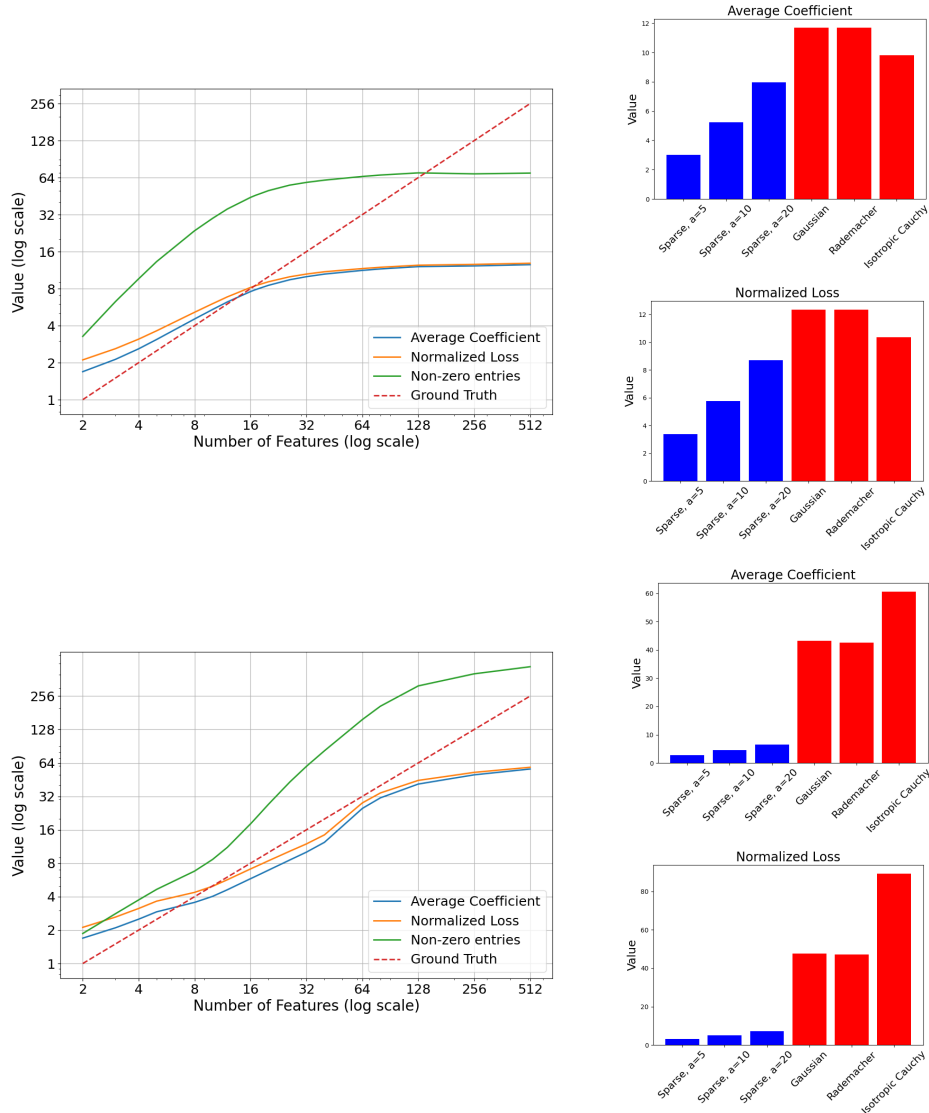 256
128
64
32
16
8
4
2
1
Value (log scale)
Average Coefficient
Normalized Loss
Non-zero entries
Ground Truth
2 4 8 16 32 64 128 256 512
Number of Features (log scale)
Average Coefficient
12
10
8
6
4
2
0
Value
Sparse, a=5
Sparse, a=10
Sparse, a=20
Gaussian
Rademacher
Isotropic Cauchy
Normalized Loss
12
10
8
6
4
2
0
Value
Sparse, a=5
Sparse, a=10
Sparse, a=20
Gaussian
Rademacher
Isotropic Cauchy
256
128
64
32
16
8
4
2
1
Value (log scale)
Average Coefficient
Normalized Loss
Non-zero entries
Ground Truth
2 4 8 16 32 64 128 256 512
Number of Features (log scale)
Average Coefficient
60
50
40
30
20
10
0
Value
Sparse, a=5
Sparse, a=10
Sparse, a=20
Gaussian
Rademacher
Isotropic Cauchy
Normalized Loss
80
60
40
20
0
Value
Sparse, a=5
Sparse, a=10
Sparse, a=20
Gaussian
Rademacher
Isotropic Cauchy